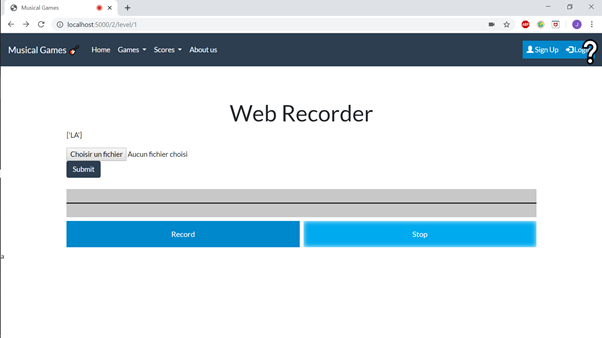 Musical Games
localhost:5000/2/level/1
Musical Games Home Games Scores About us Sign Up
?
Web Recorder
['LA']
Choisir un fichier Aucun fichier choisi
Submit
Record Stop
a